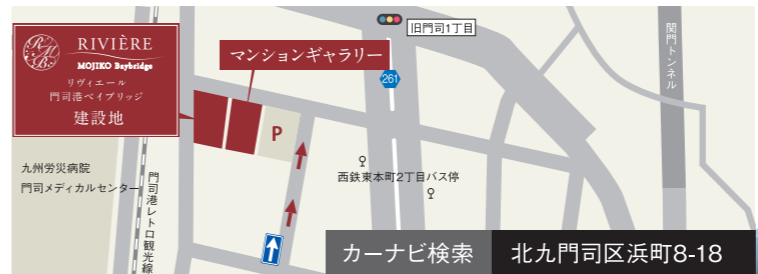 RMB
RIVIÈRE
MOJIKO Baybridge
リヴィエール
門司港ベイブリッジ
建設地
マンションギャラリー
旧門司1丁目
261
関門トンネル
P
九州労災病院
門司メディカルセンター
門司港レトロ観光線
西鉄東本町2丁目バス停
カーナビ検索
北九門司区浜町8-18